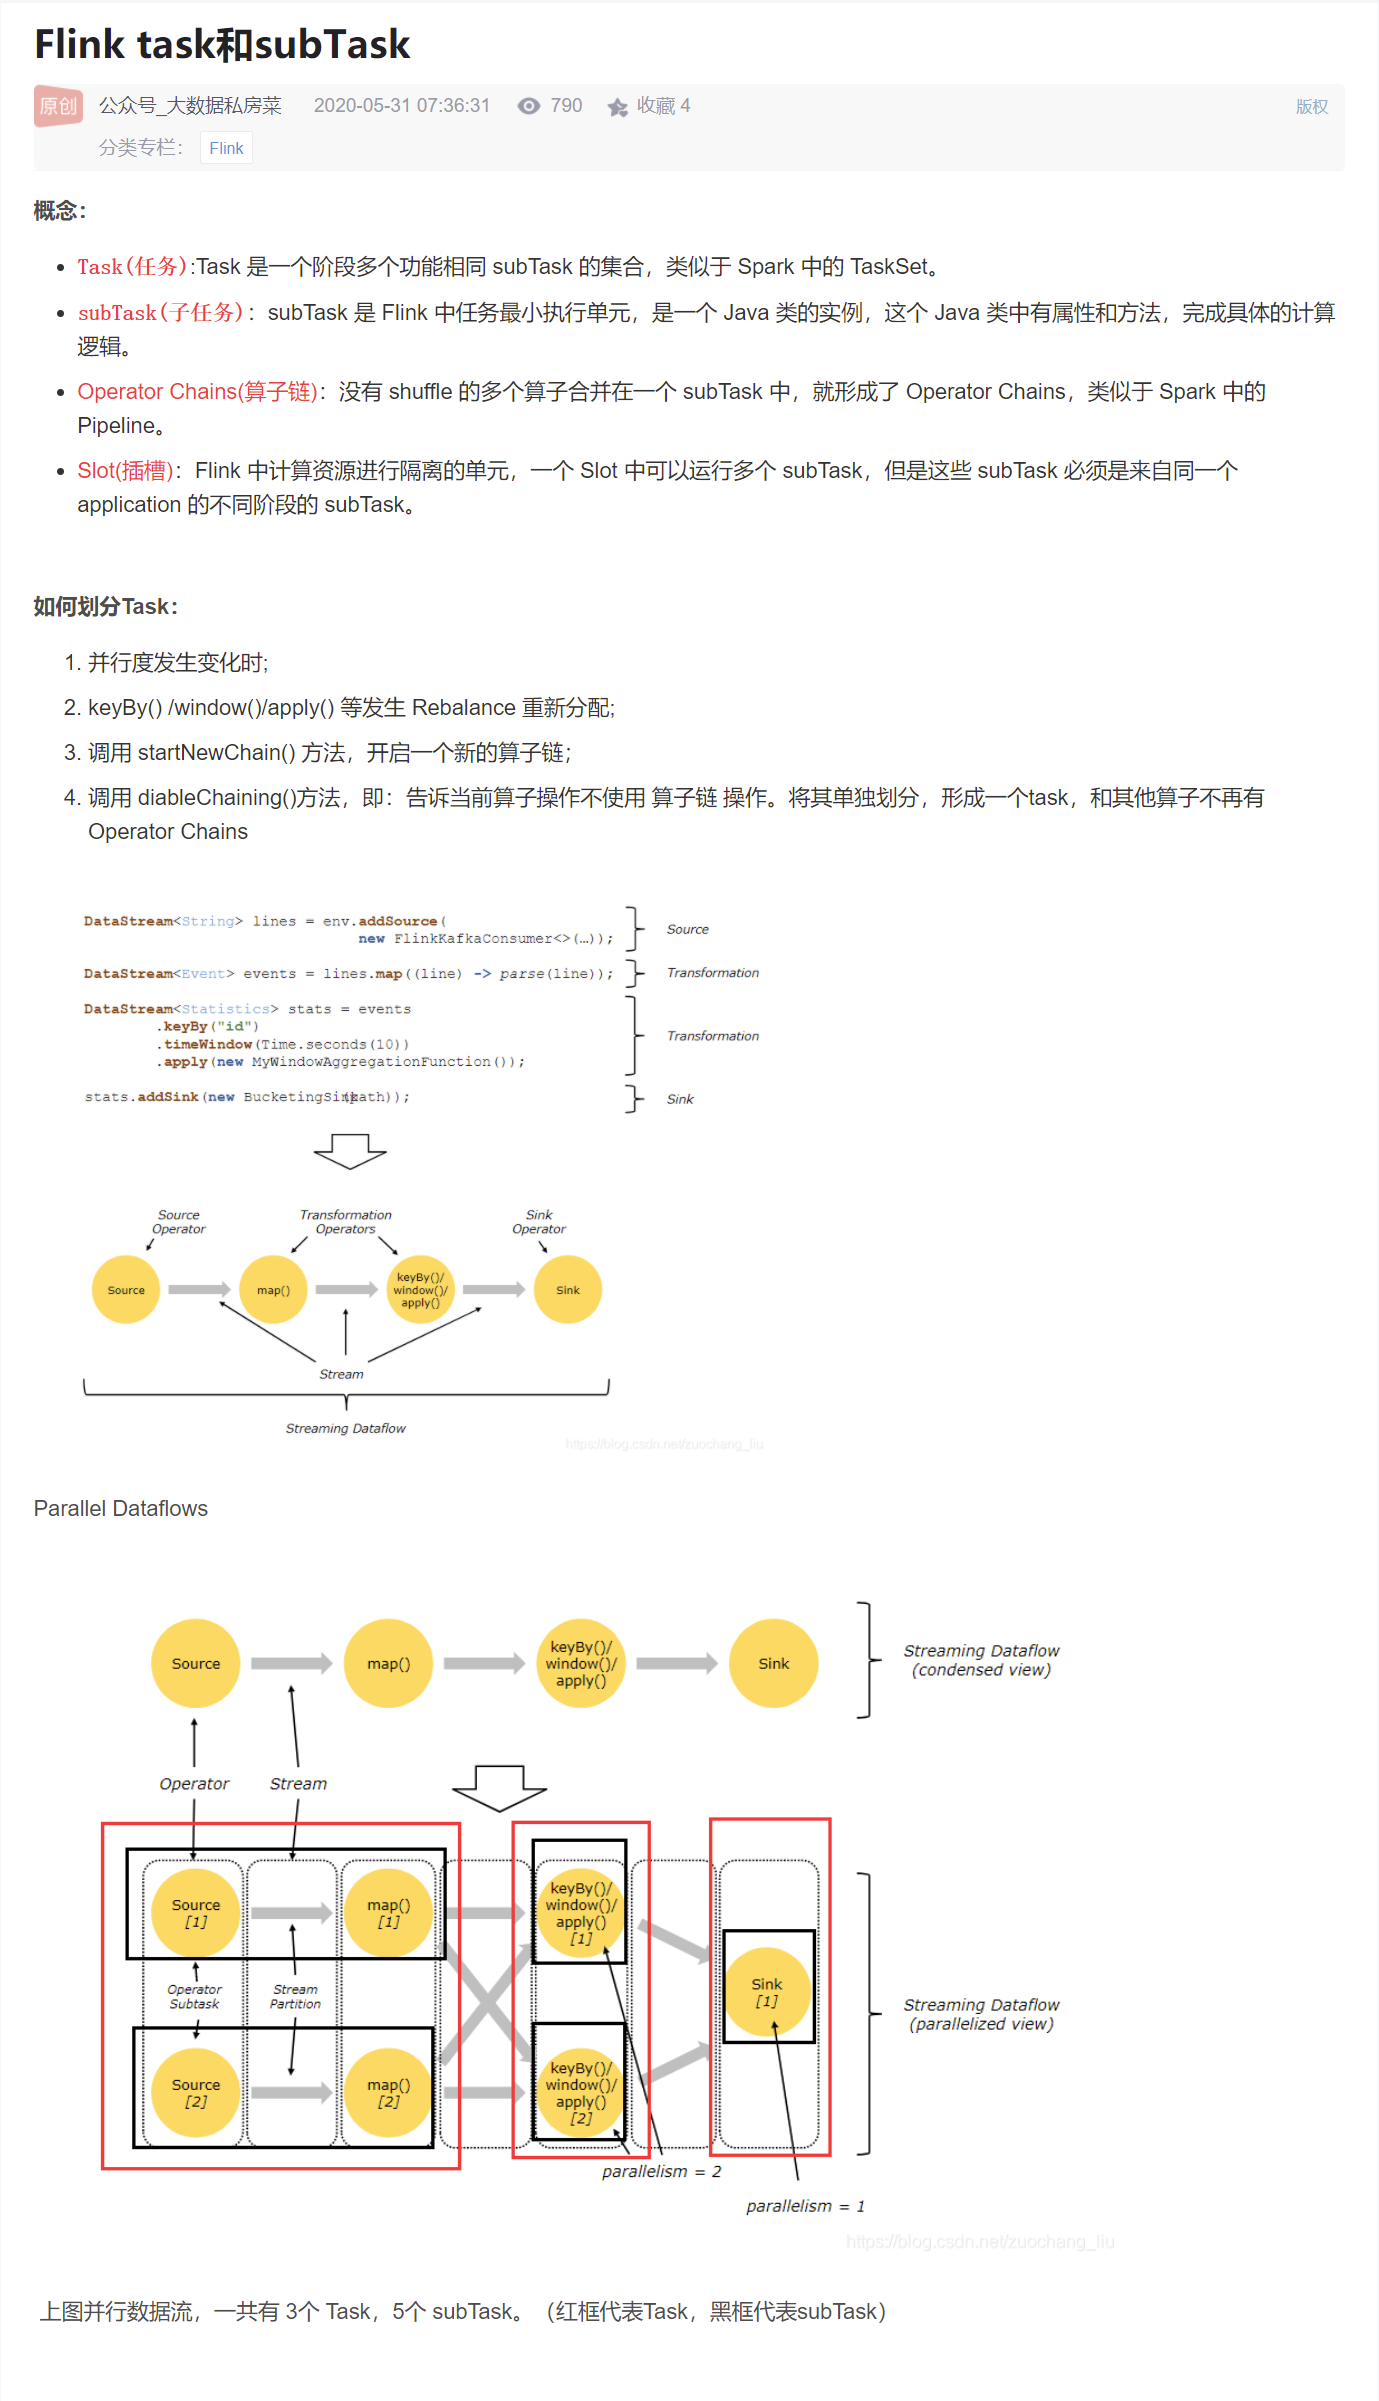 Flink task和subTask
原创 公众号_大数据私房菜 2020-05-31 07:36:31 790 收藏 4 版权
分类专栏： Flink
概念：
Task(任务):Task 是一个阶段多个功能相同 subTask 的集合，类似于 Spark 中的 TaskSet。
subTask(子任务)：subTask 是 Flink 中任务最小执行单元，是一个 Java 类的实例，这个 Java 类中有属性和方法，完成具体的计算
逻辑。
Operator Chains(算子链)：没有 shuffle 的多个算子合并在一个 subTask 中，就形成了 Operator Chains，类似于 Spark 中的
Pipeline。
Slot(插槽)：Flink 中计算资源进行隔离的单元，一个 Slot 中可以运行多个 subTask，但是这些 subTask 必须是来自同一个
application 的不同阶段的 subTask。
如何划分Task：
1. 并行度发生变化时;
2. keyBy() /window()/apply() 等发生 Rebalance 重新分配;
3. 调用 startNewChain() 方法，开启一个新的算子链；
4. 调用 diableChaining()方法，即：告诉当前算子操作不使用 算子链 操作。将其单独划分，形成一个task，和其他算子不再有
Operator Chains
DataStream<String> lines = env.addSource(
new FlinkKafkaConsumer<>(…));
Source
DataStream<Event> events = lines.map((line) -> parse(line));
Transformation
DataStream<Statistics> stats = events
.keyBy("id")
.timeWindow(Time.seconds(10))
.apply(new MyWindowAggregationFunction());
Transformation
stats.addSink(new BucketingSink(path));
Sink
Source
Operator
Transformation
Operators
Sink
Operator
Source
map()
keyBy()/
window()/
apply()
Sink
Stream
Streaming Dataflow
https://blog.csdn.net/zuochang_liu
Parallel Dataflows
Source
map()
keyBy()/
window()/
apply()
Sink
Streaming Dataflow
(condensed view)
Operator
Stream
Source
[1]
map()
[1]
keyBy()/
window()/
apply()
[1]
Operator
Subtask
Stream
Partition
Sink
[1]
Streaming Dataflow
(parallelized view)
Source
[2]
map()
[2]
keyBy()/
window()/
apply()
[2]
parallelism = 2
parallelism = 1
https://blog.csdn.net/zuochang_liu
上图并行数据流，一共有 3个 Task，5个 subTask。（红框代表Task，黑框代表subTask）